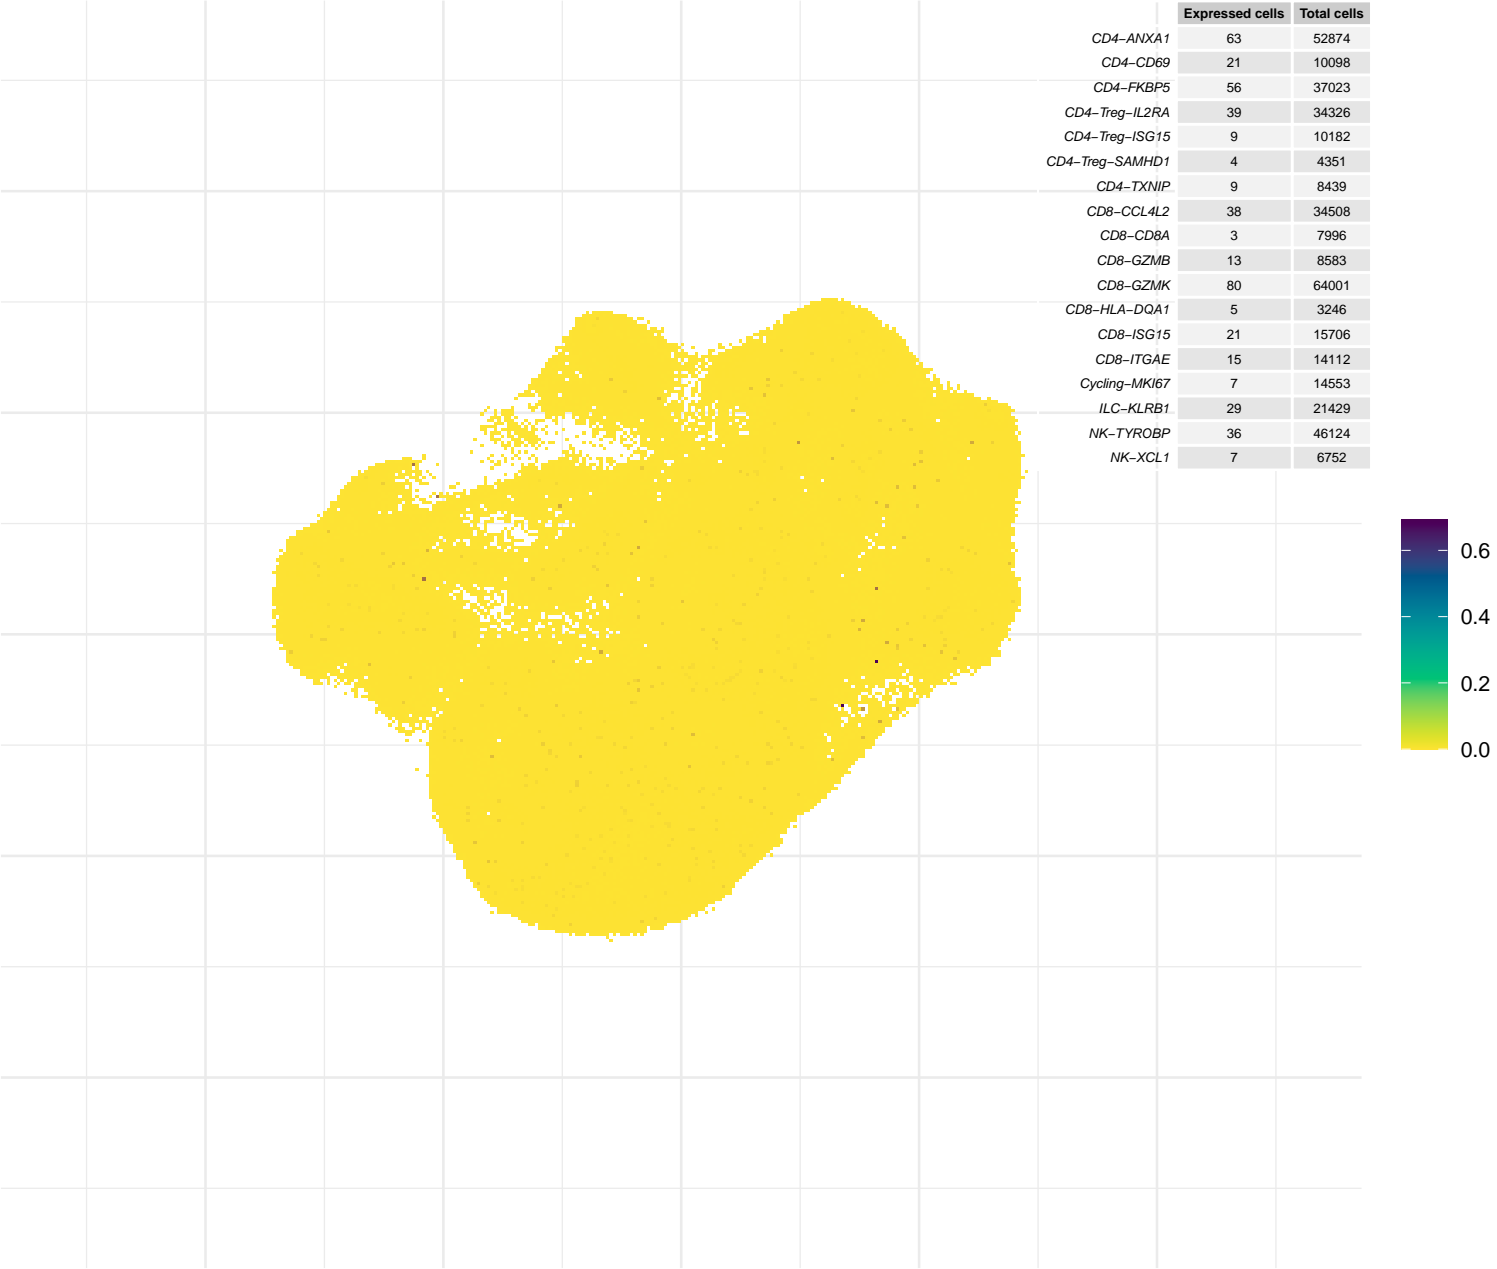 Expressed cells Total cells
CD4−ANXA1 63 52874
CD4−CD69 21 10098
CD4−FKBP5 56 37023
CD4−Treg−IL2RA 39 34326
CD4−Treg−ISG15 9 10182
CD4−Treg−SAMHD1 4 4351
CD4−TXNIP 9 8439
CD8−CCL4L2 38 34508
CD8−CD8A 3 7996
CD8−GZMB 13 8583
CD8−GZMK 80 64001
CD8−HLA−DQA1 5 3246
CD8−ISG15 21 15706
CD8−ITGAE 15 14112
Cycling−MKI67 7 14553
ILC−KLRB1 29 21429
NK−TYROBP 36 46124
NK−XCL1 7 6752
0.6
0.4
0.2
0.0